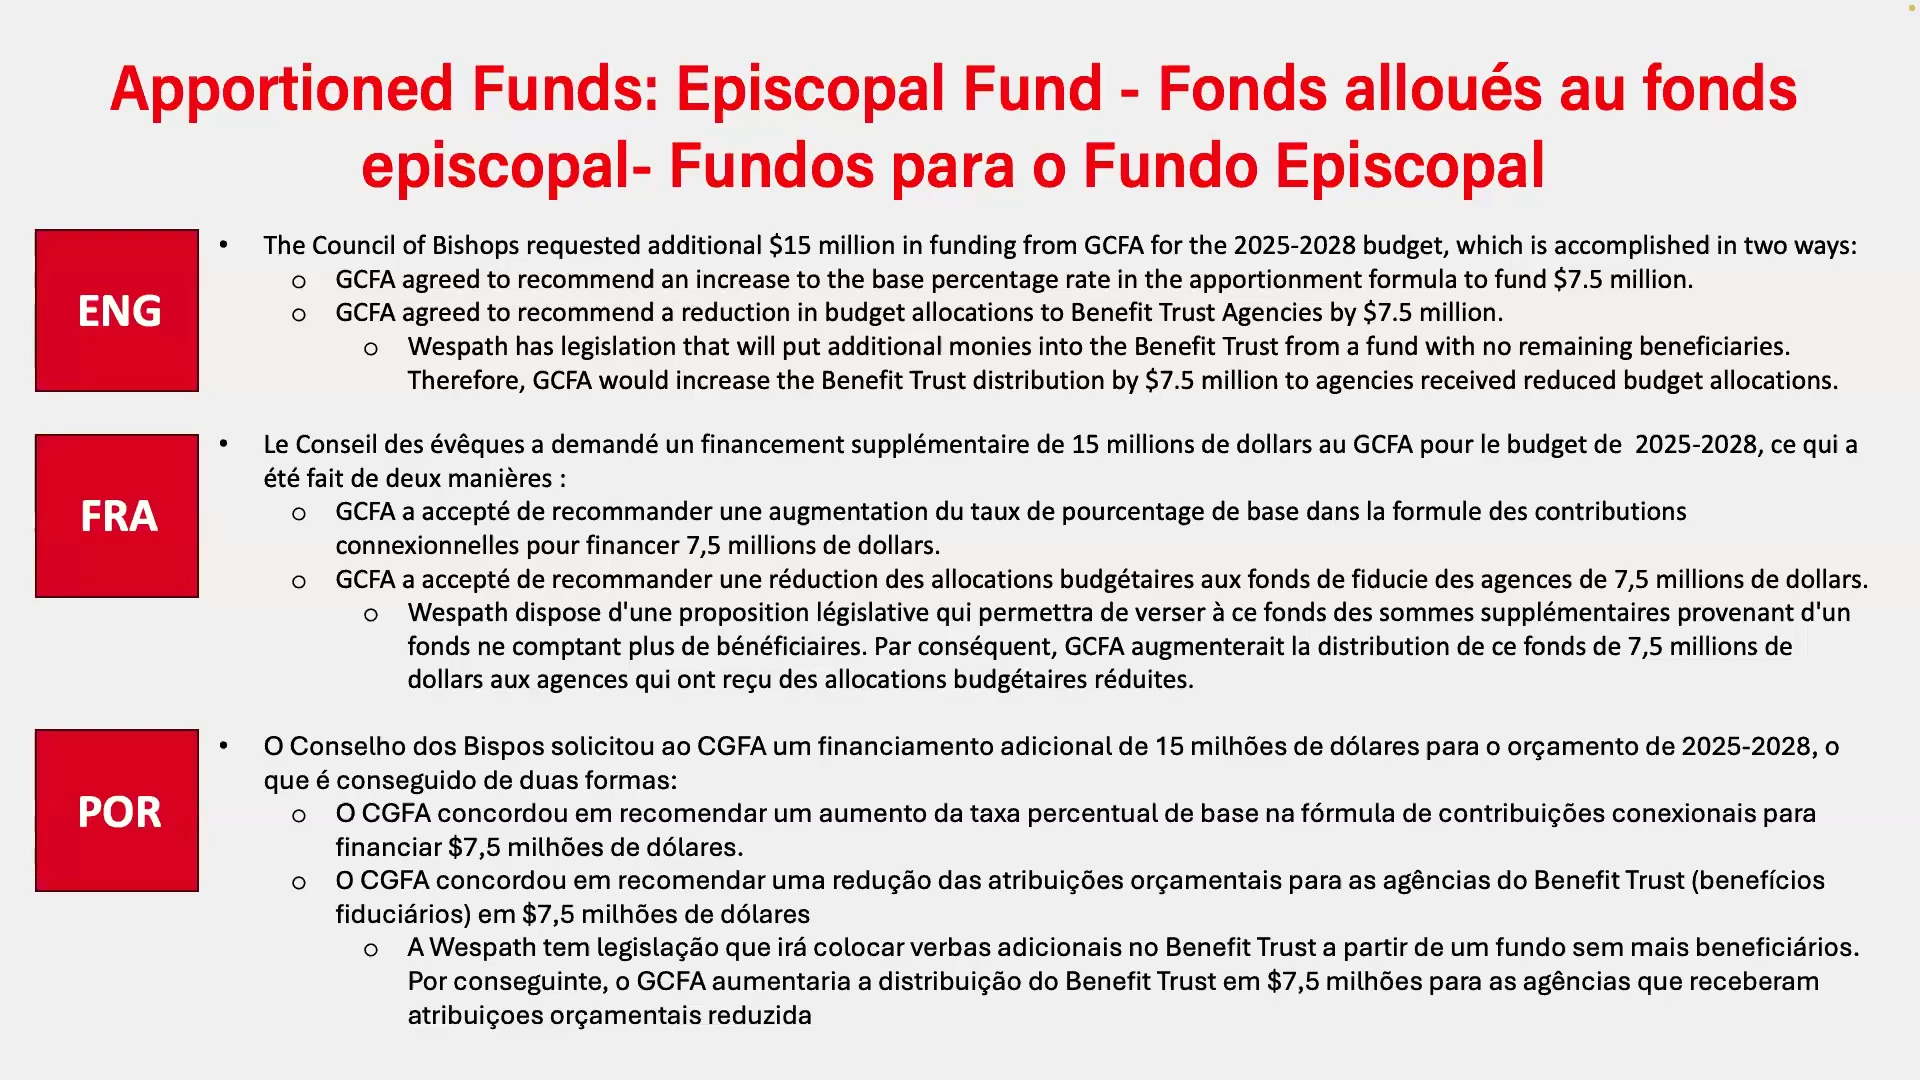 Apportioned Funds: Episcopal Fund - Fonds alloués au fonds
episcopal- Fundos para o Fundo Episcopal
ENG
• The Council of Bishops requested additional $15 million in funding from GCFA for the 2025-2028 budget, which is accomplished in two ways:
o GCFA agreed to recommend an increase to the base percentage rate in the apportionment formula to fund $7.5 million.
o GCFA agreed to recommend a reduction in budget allocations to Benefit Trust Agencies by $7.5 million.
o Wespath has legislation that will put additional monies into the Benefit Trust from a fund with no remaining beneficiaries.
Therefore, GCFA would increase the Benefit Trust distribution by $7.5 million to agencies received reduced budget allocations.
FRA
• Le Conseil des évêques a demandé un financement supplémentaire de 15 millions de dollars au GCFA pour le budget de  2025-2028, ce qui a
été fait de deux manières :
o GCFA a accepté de recommander une augmentation du taux de pourcentage de base dans la formule des contributions
connexionnelles pour financer 7,5 millions de dollars.
o GCFA a accepté de recommander une réduction des allocations budgétaires aux fonds de fiducie des agences de 7,5 millions de dollars.
o Wespath dispose d'une proposition législative qui permettra de verser à ce fonds des sommes supplémentaires provenant d'un
fonds ne comptant plus de bénéficiaires. Par conséquent, GCFA augmenterait la distribution de ce fonds de 7,5 millions de
dollars aux agences qui ont reçu des allocations budgétaires réduites.
POR
• O Conselho dos Bispos solicitou ao CGFA um financiamento adicional de 15 milhões de dólares para o orçamento de 2025-2028, o
que é conseguido de duas formas:
o O CGFA concordou em recomendar um aumento da taxa percentual de base na fórmula de contribuições conexionais para
financiar $7,5 milhões de dólares.
o O CGFA concordou em recomendar uma redução das atribuições orçamentais para as agências do Benefit Trust (benefícios
fiduciários) em $7,5 milhões de dólares
o A Wespath tem legislação que irá colocar verbas adicionais no Benefit Trust a partir de um fundo sem mais beneficiários.
Por conseguinte, o GCFA aumentaria a distribuição do Benefit Trust em $7,5 milhões para as agências que receberam
atribuiçoes orçamentais reduzida